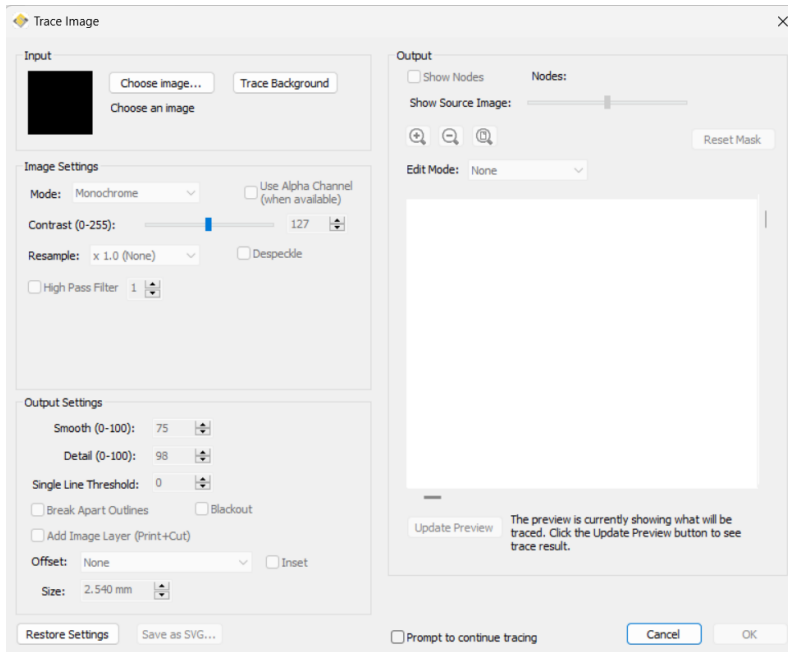 Trace Image
Input
Choose image...
Trace Background
Choose an image
Image Settings
Mode: Monochrome
Use Alpha Channel
(when available)
Contrast (0-255): 127
Resample: x 1.0 (None)
Despeckle
High Pass Filter 1
Output Settings
Smooth (0-100): 75
Detail (0-100): 98
Single Line Threshold: 0
Break Apart Outlines
Blackout
Add Image Layer (Print+Cut)
Offset: None
Inset
Size: 2.540 mm
Restore Settings
Save as SVG...
Output
Show Nodes
Nodes:
Show Source Image:
Reset Mask
Edit Mode: None
Update Preview
The preview is currently showing what will be
traced. Click the Update Preview button to see
trace result.
Prompt to continue tracing
Cancel
OK